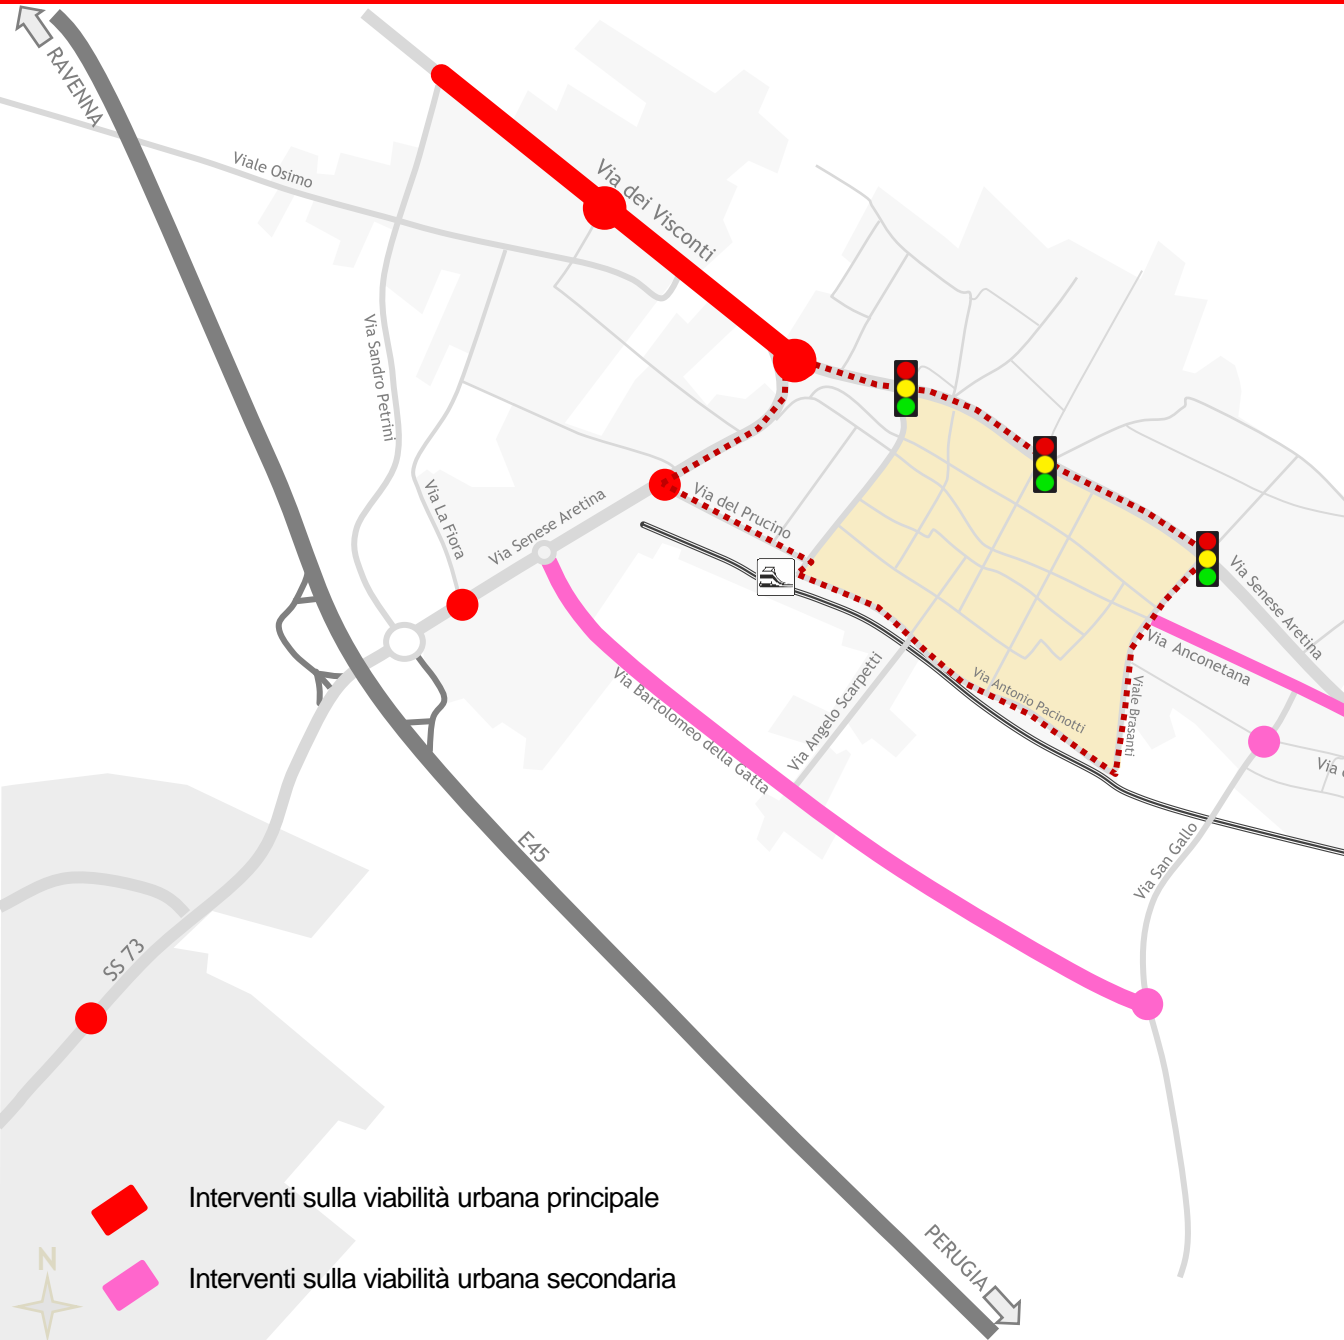 RAVENNA
Viale Osimo
Via dei Visconti
Via Sandro Petrini
Via La Fiora
Via Senese Aretina
Via del Prucino
Via Senese Aretina
Via Anconetana
Via Angelo Scarpetti
Via Antonio Pacinotti
Viale Brasanti
Via Bartolomeo della Gatta
Via
Via San Gallo
E45
SS 73
Interventi sulla viabilità urbana principale
PERUGIA
N
Interventi sulla viabilità urbana secondaria